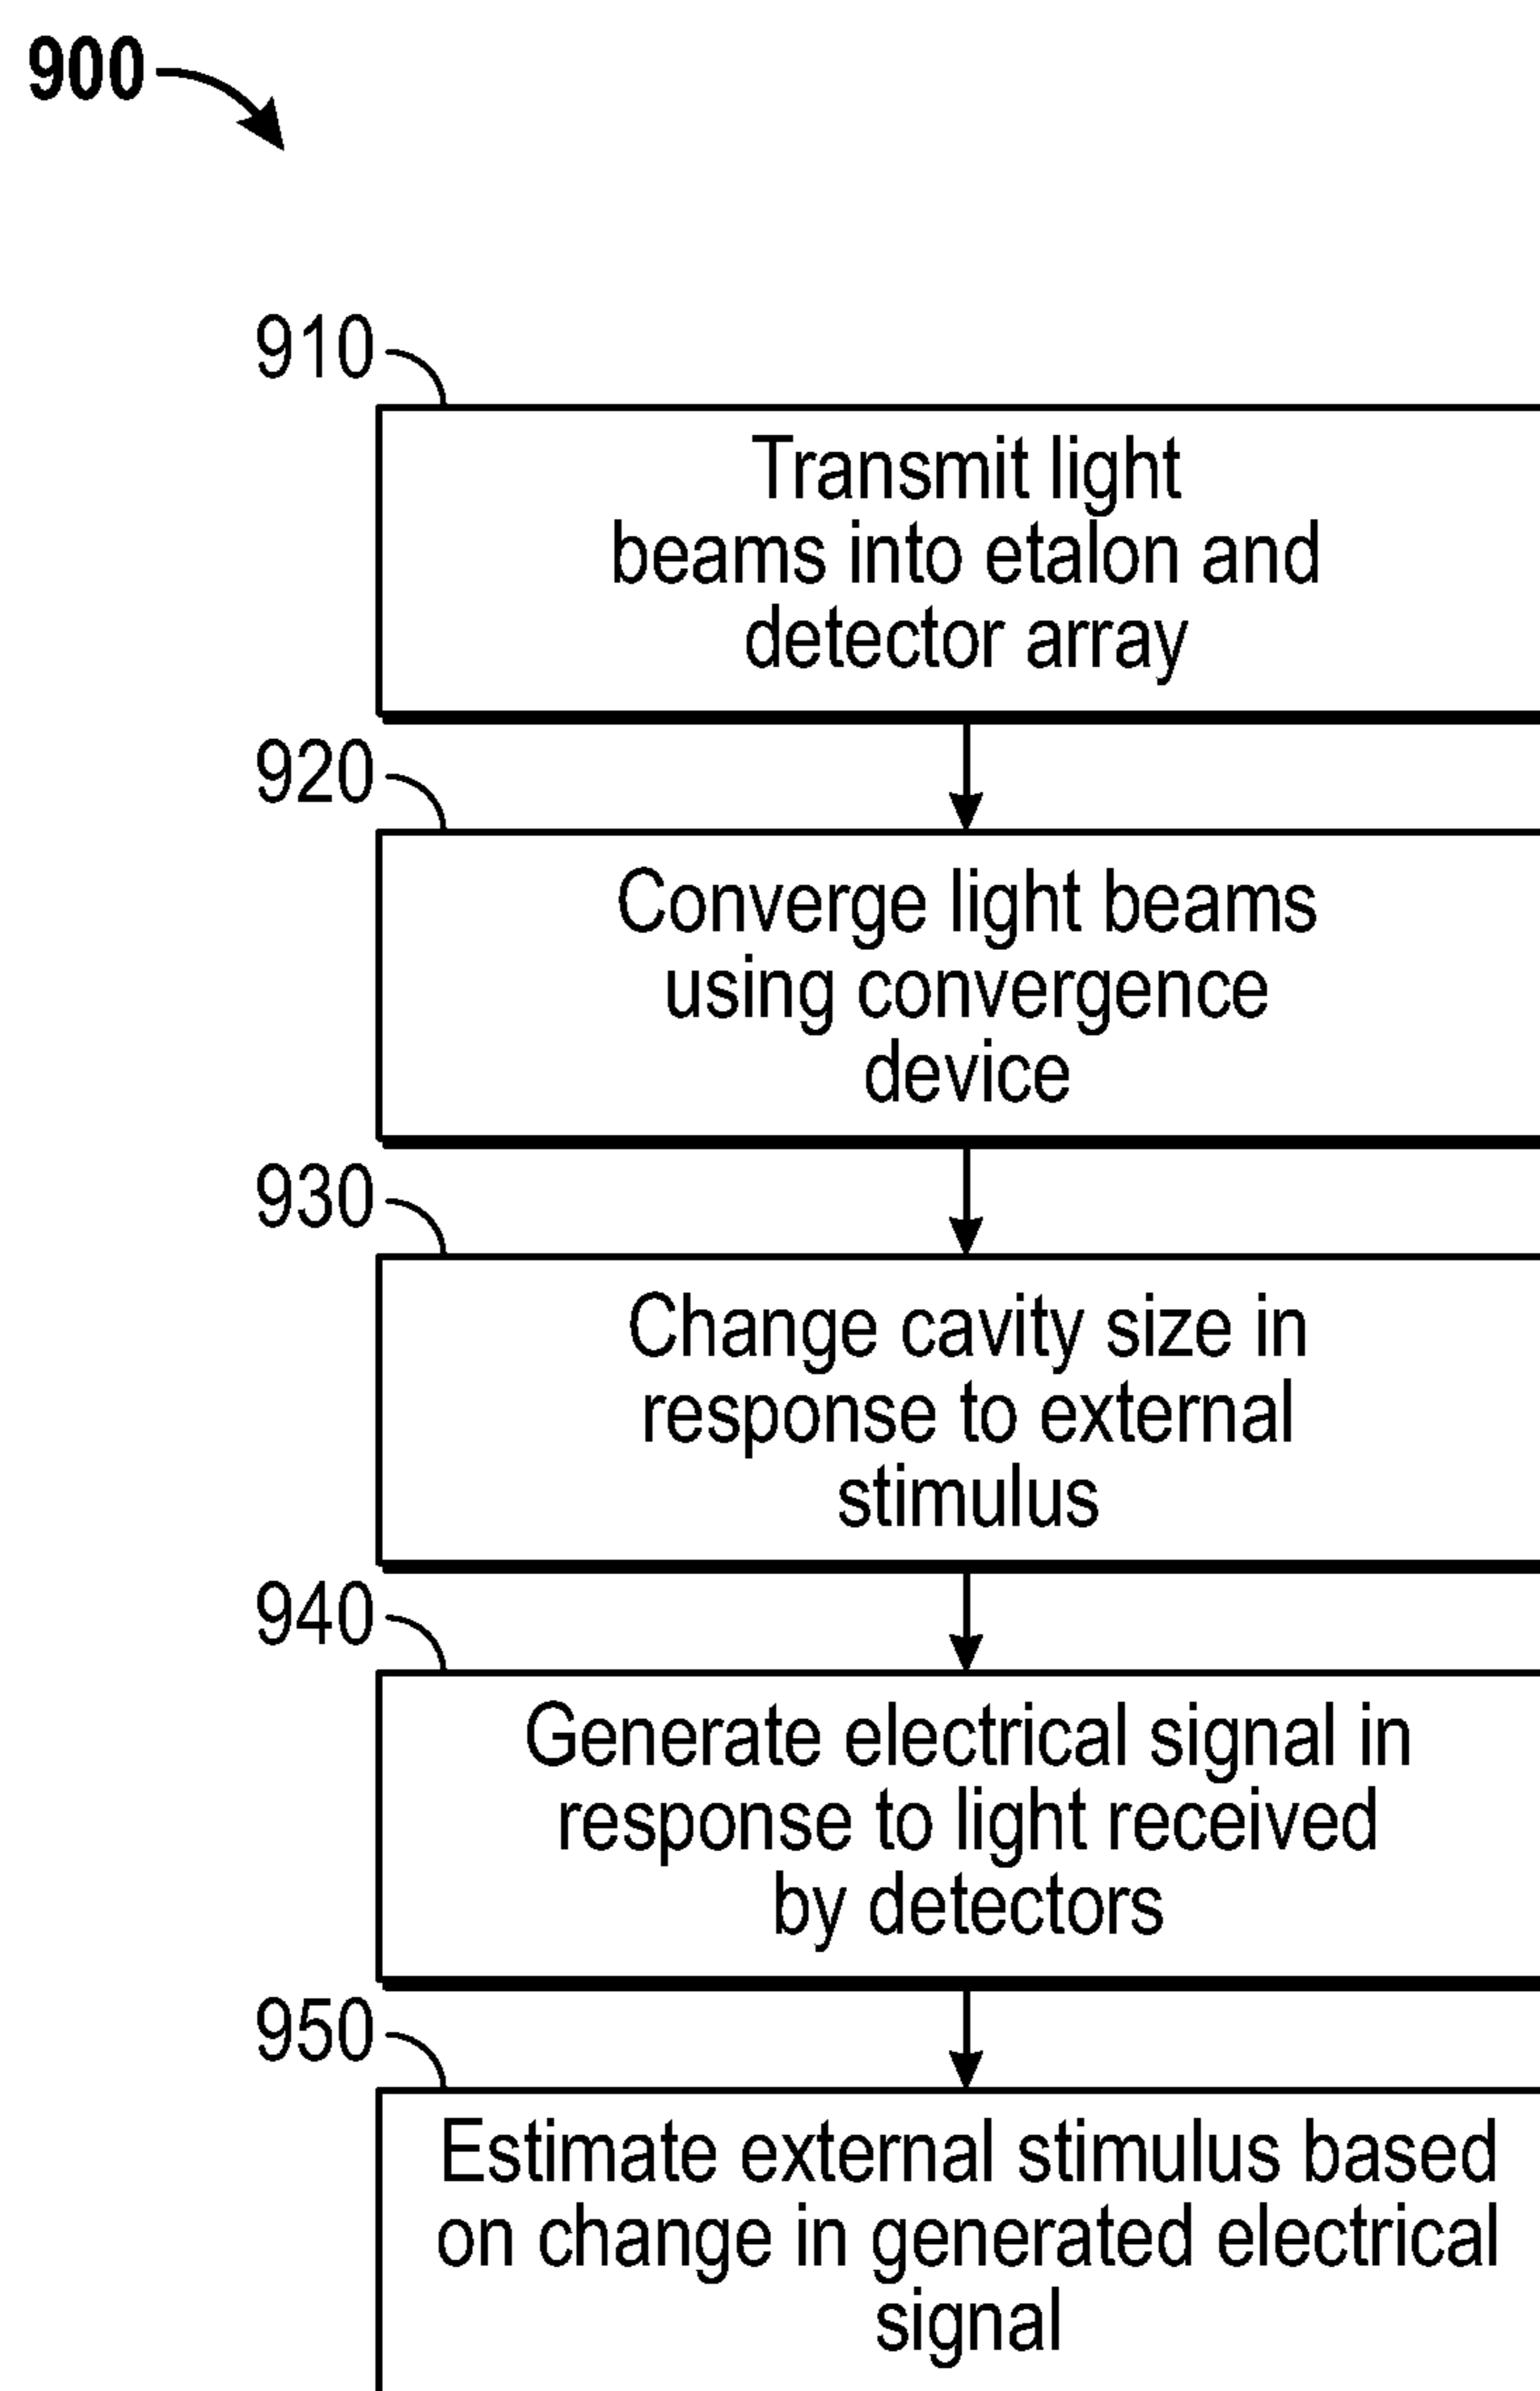 900
910
Transmit light
beams into etalon and
detector array
920
Converge light beams
using convergence
device
930
Change cavity size in
response to external
stimulus
940
Generate electrical signal in
response to light received
by detectors
950
Estimate external stimulus based
on change in generated electrical
signal